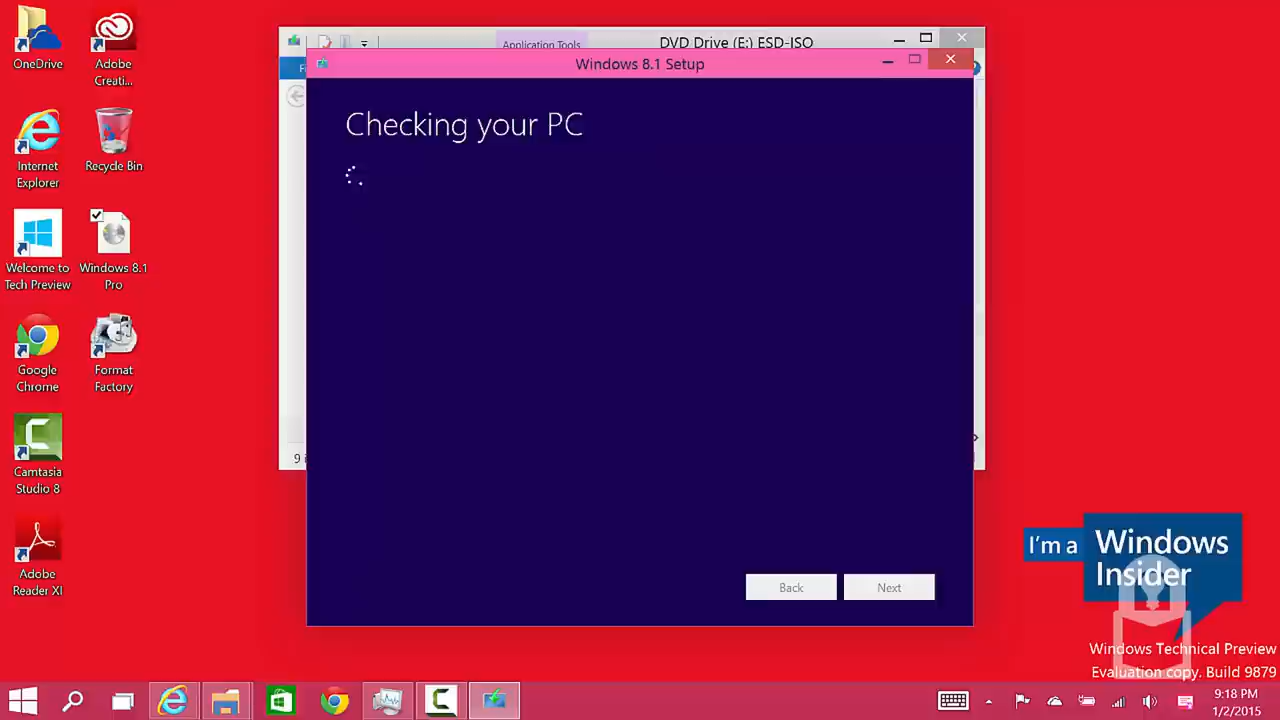 OneDrive
Adobe
Creati...
Internet
Explorer
Recycle Bin
Welcome to
Tech Preview
Windows 8.1
Pro
Google
Chrome
Format
Factory
Camtasia
Studio 8
Adobe
Reader XI
Application Tools
DVD Drive (E:) ESD-ISO
Windows 8.1 Setup
Checking your PC
9 i
Back
Next
I'm a
Windows
Insider
Windows Technical Preview
Evaluation copy. Build 9879
9:18 PM
1/2/2015